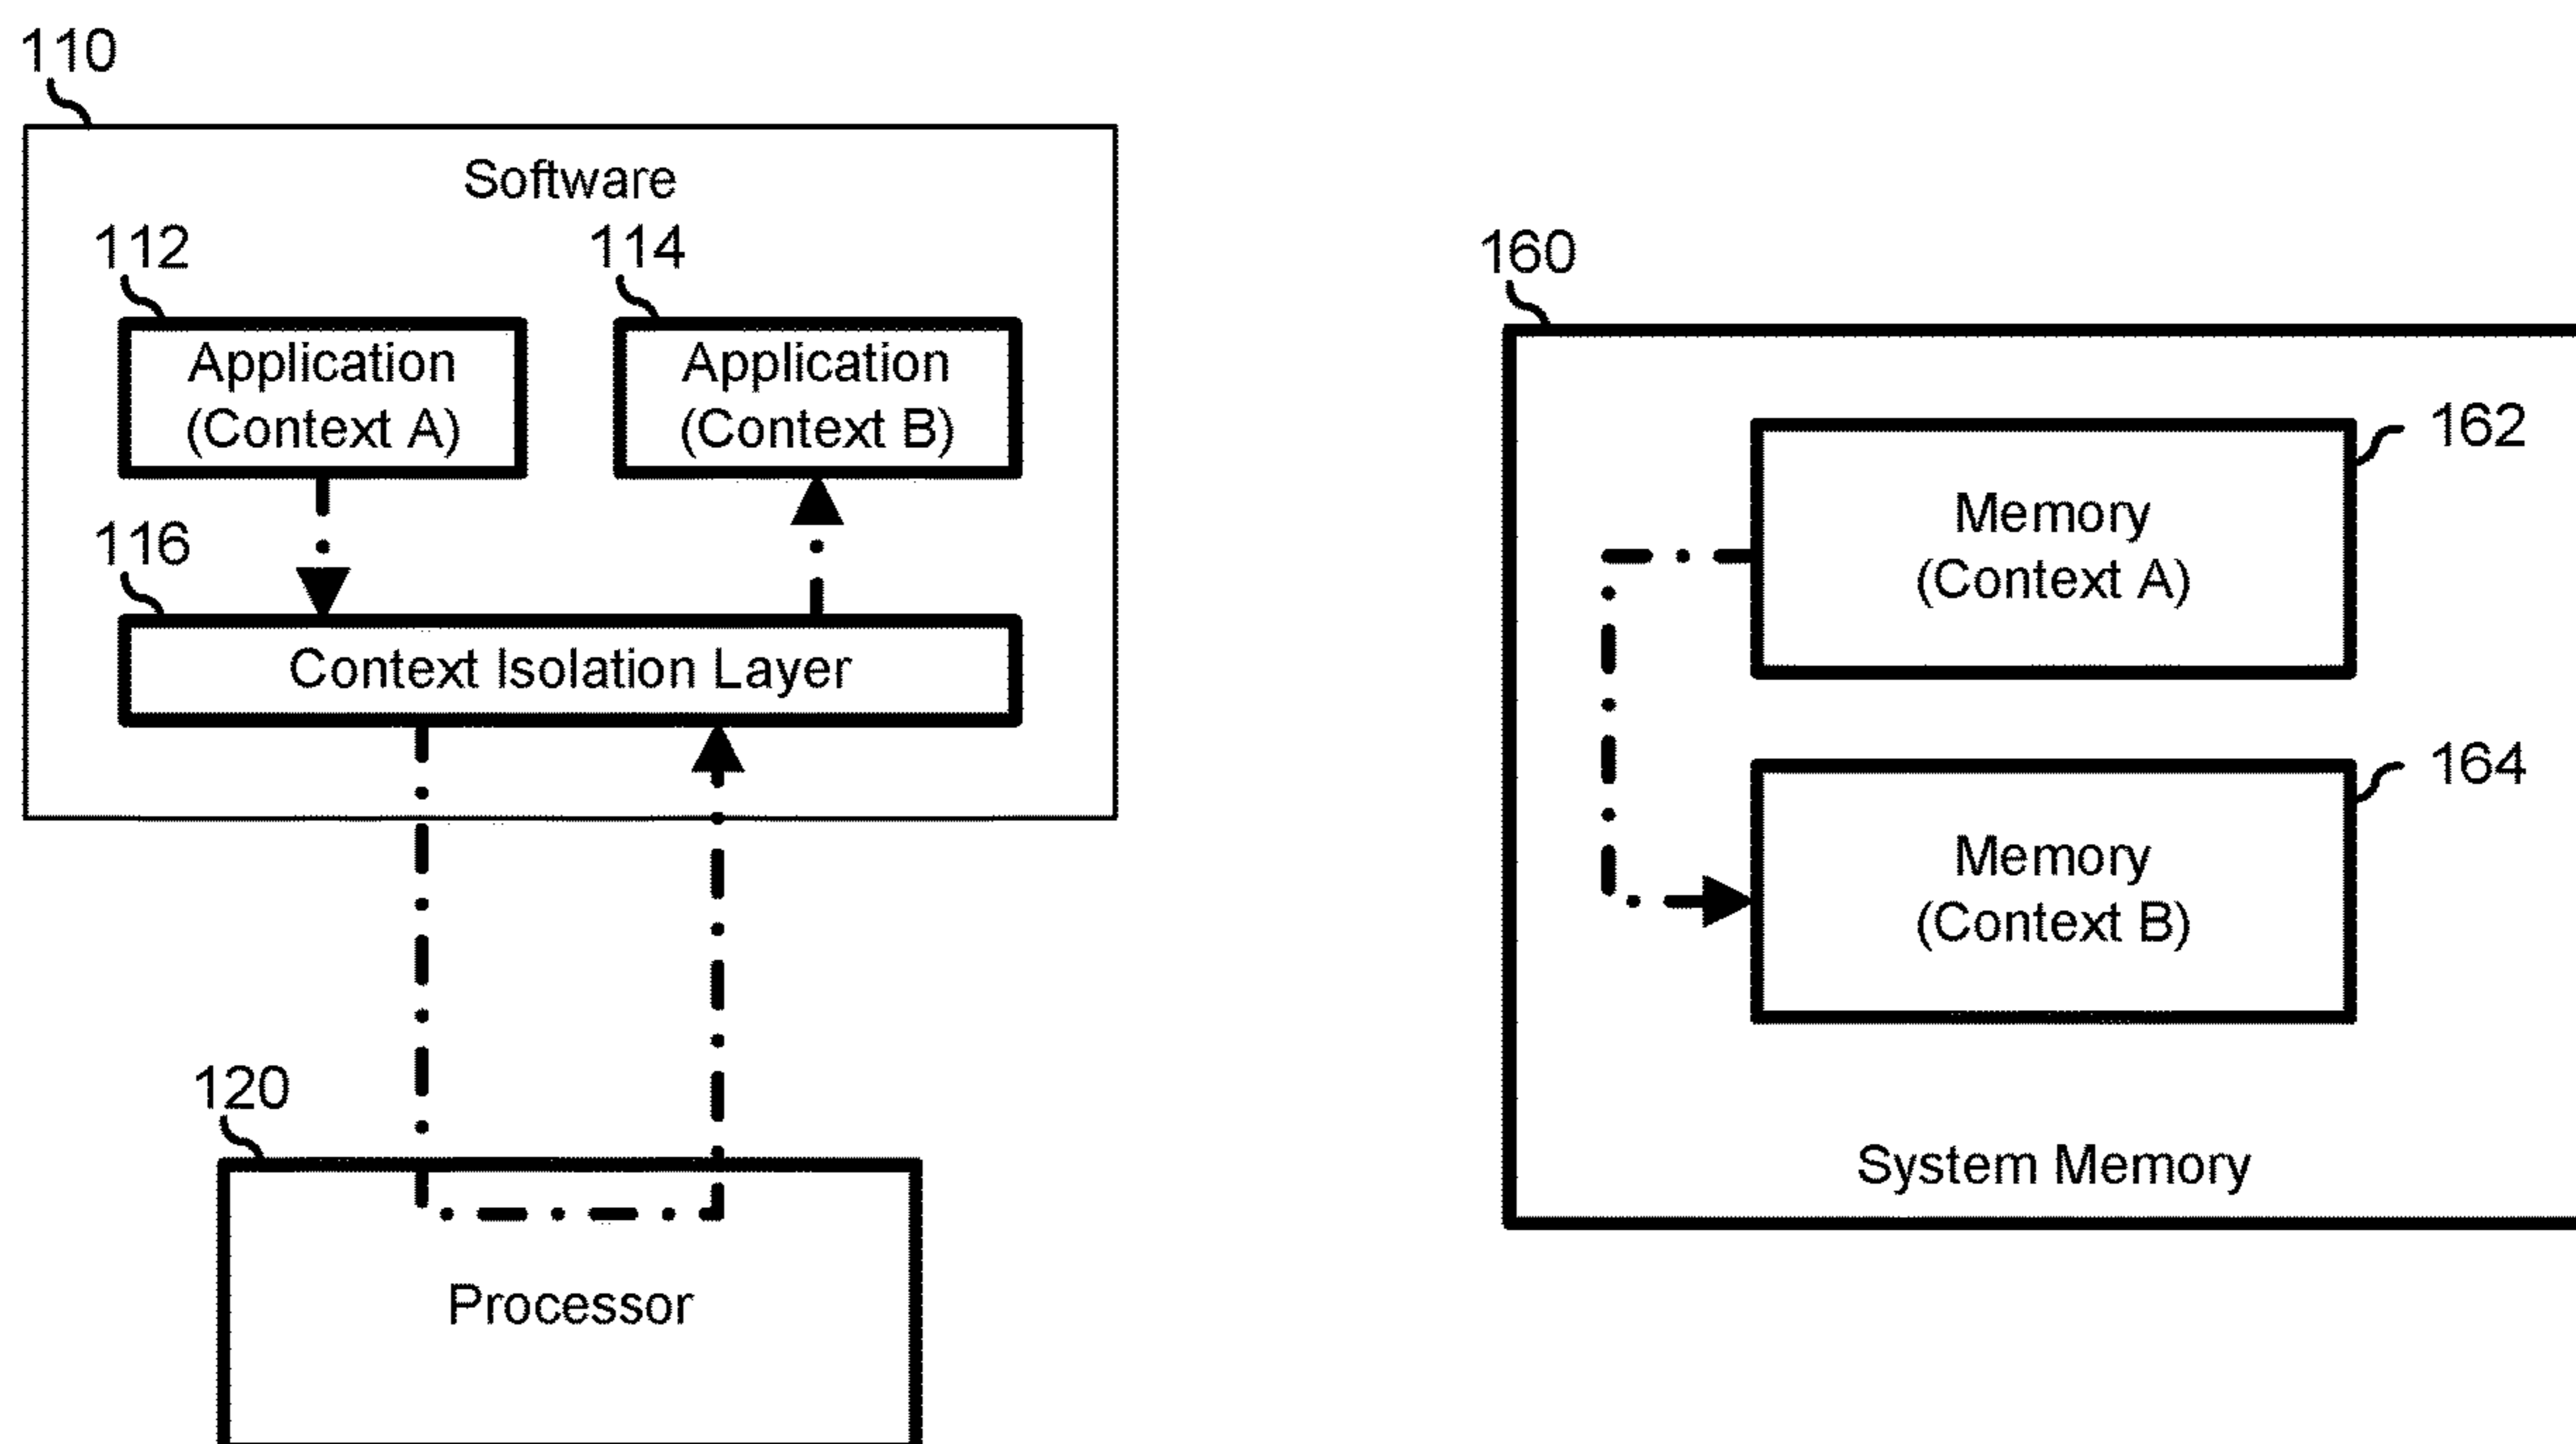 110
Software
112
114
Application
(Context A)
Application
(Context B)
116
Context Isolation Layer
120
Processor
160
162
Memory
(Context A)
164
Memory
(Context B)
System Memory